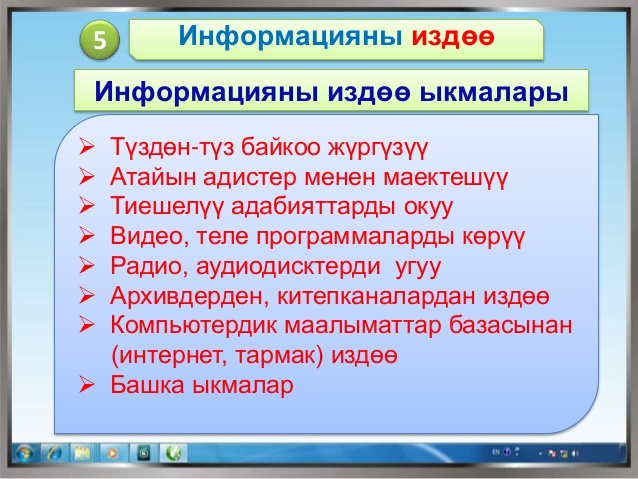 5
Информацияны издөө
Информацияны издөө ыкмалары
➢ Түздөн-түз байкоо жүргүзүү
➢ Атайын адистер менен маектешүү
➢ Тиешелүү адабияттарды окуу
➢ Видео, теле программаларды көрүү
➢ Радио, аудиодисктерди угуу
➢ Архивдерден, китепканалардан издөө
➢ Компьютердик маалыматтар базасынан
(интернет, тармак) издөө
➢ Башка ыкмалар
EN